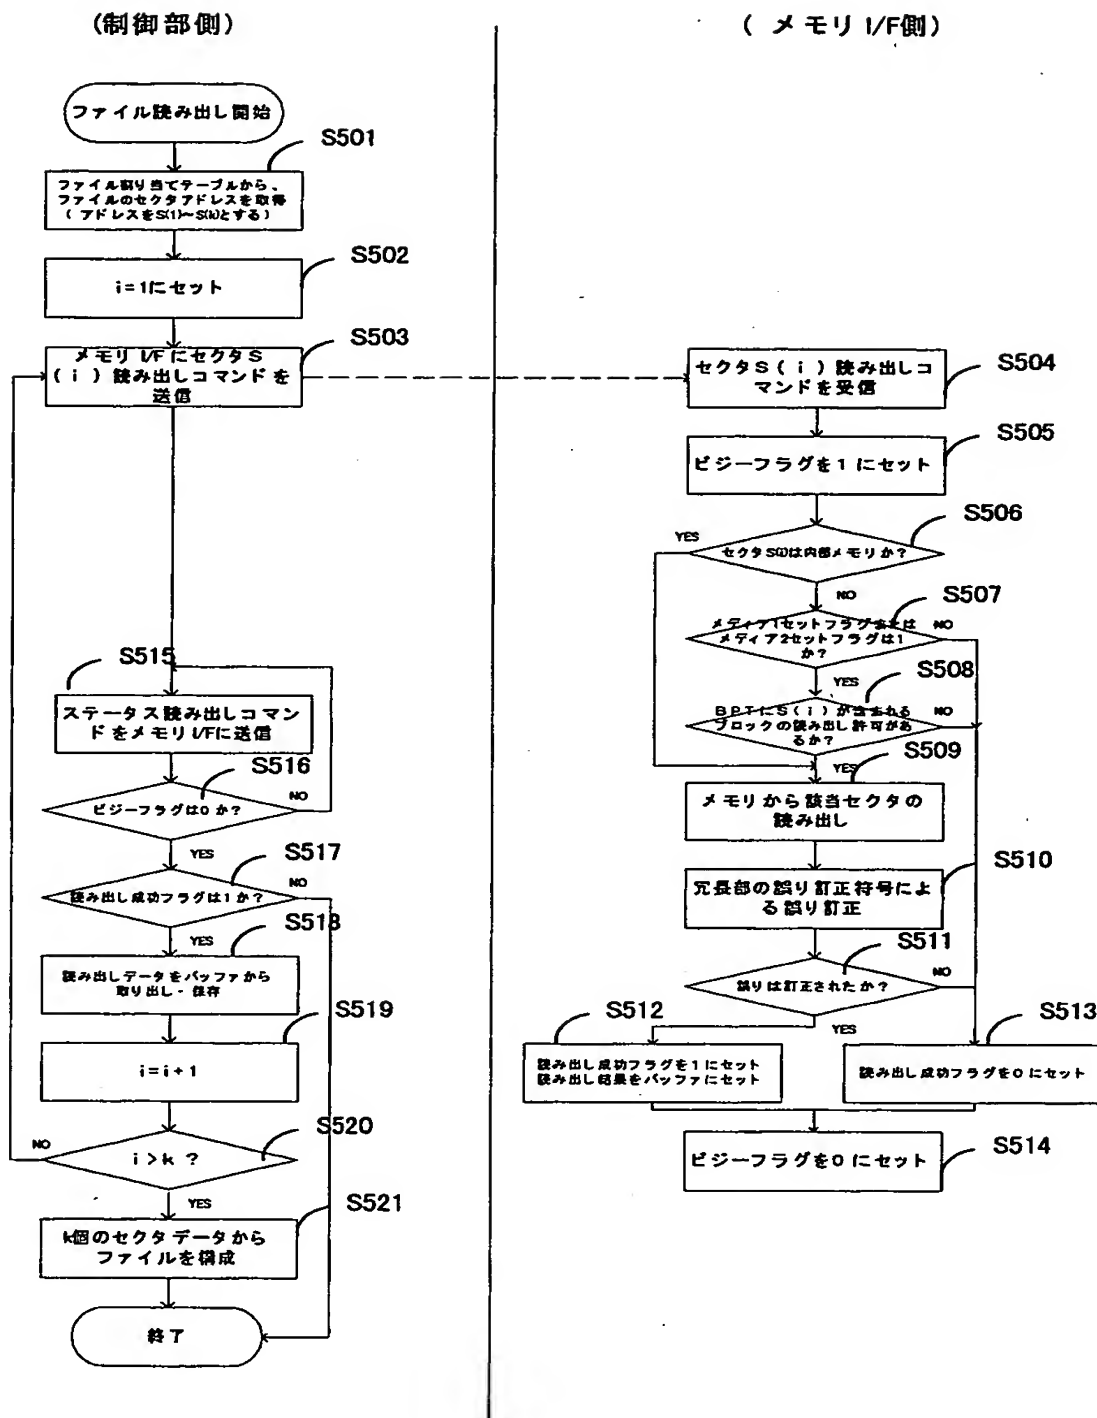 (制御部側)
ファイル読み出し開始
S501
ファイル割り当てテーブルから、
ファイルのセクタアドレスを取得
(アドレスをS(1)~S(k)とする)
S502
i=1にセット
S503
メモリI/FにセクタS
(i)読み出しコマンドを
送信
S515
ステータス読み出しコマン
ドをメモリI/Fに送信
S516
ビジーフラグは0か?
NO
YES
S517
読み出し成功フラグは1か?
NO
YES
S518
読み出しデータをバッファから
取り出し・保存
S519
i=i+1
S520
i>k ?
NO
YES
S521
k個のセクタデータから
ファイルを構成
終了
(メモリI/F側)
S504
セクタS(i)読み出しコ
マンドを受信
S505
ビジーフラグを1にセット
S506
セクタS(i)は内部メモリか?
YES
NO
S507
メディア1セットフラグまたは
メディア2セットフラグは1
か?
NO
YES
S508
BPTにS(i)が含まれる
ブロックの読み出し許可があ
るか?
NO
YES
S509
メモリから該当セクタの
読み出し
S510
冗長部の誤り訂正符号によ
る誤り訂正
S511
誤りは訂正されたか?
NO
YES
S512
読み出し成功フラグを1にセット
読み出し結果をバッファにセット
S513
読み出し成功フラグを0にセット
S514
ビジーフラグを0にセット